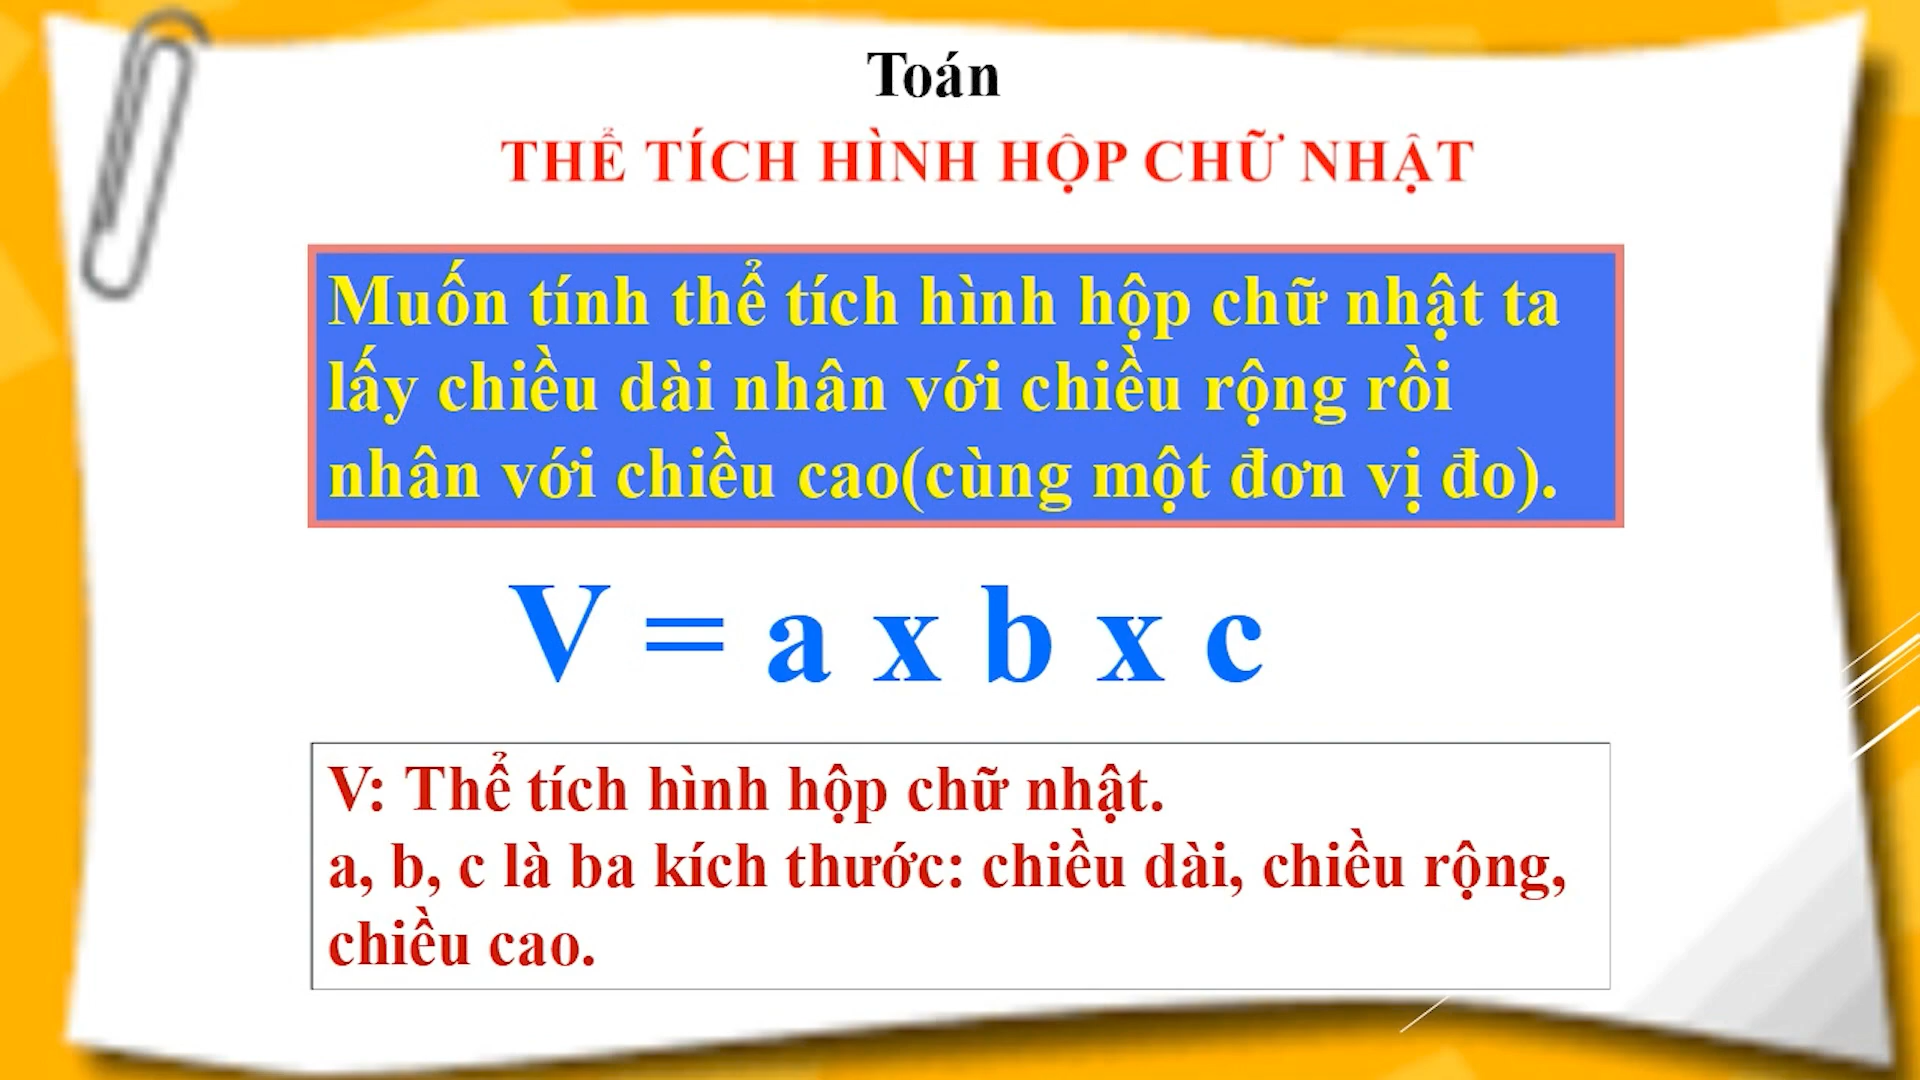 Toán
THỂ TÍCH HÌNH HỘP CHỮ NHẬT
Muốn tính thể tích hình hộp chữ nhật ta
lấy chiều dài nhân với chiều rộng rồi
nhân với chiều cao(cùng một đơn vị đo).
V = a x b x c
V: Thể tích hình hộp chữ nhật.
a, b, c là ba kích thước: chiều dài, chiều rộng,
chiều cao.